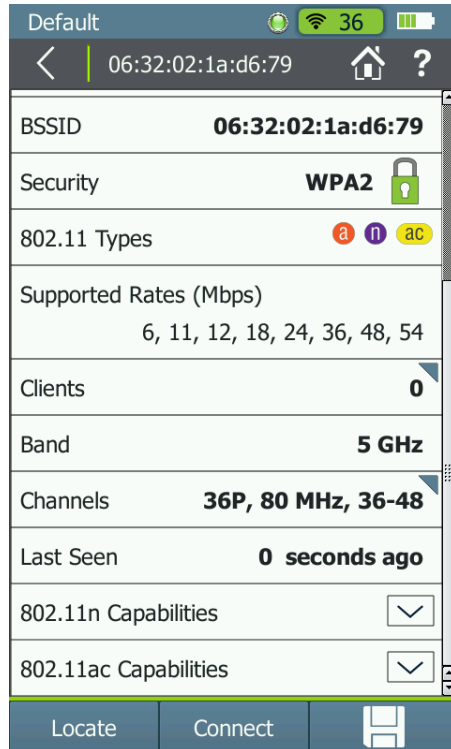 Default 36
06:32:02:1a:d6:79 ?
BSSID 06:32:02:1a:d6:79
Security WPA2
802.11 Types a n ac
Supported Rates (Mbps)
6, 11, 12, 18, 24, 36, 48, 54
Clients 0
Band 5 GHz
Channels 36P, 80 MHz, 36-48
Last Seen 0 seconds ago
802.11n Capabilities
802.11ac Capabilities
Locate Connect